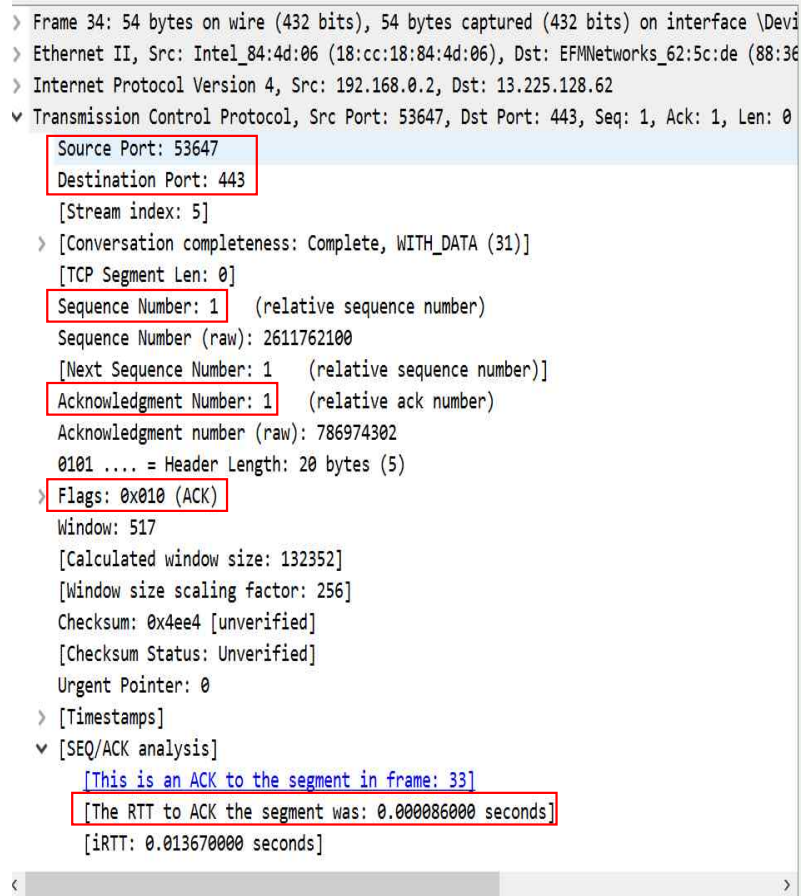 Frame 34: 54 bytes on wire (432 bits), 54 bytes captured (432 bits) on interface \Devi
Ethernet II, Src: Intel_84:4d:06 (18:cc:18:84:4d:06), Dst: EFMNetworks_62:5c:de (88:36
Internet Protocol Version 4, Src: 192.168.0.2, Dst: 13.225.128.62
Transmission Control Protocol, Src Port: 53647, Dst Port: 443, Seq: 1, Ack: 1, Len: 0
Source Port: 53647
Destination Port: 443
[Stream index: 5]
[Conversation completeness: Complete, WITH_DATA (31)]
[TCP Segment Len: 0]
Sequence Number: 1    (relative sequence number)
Sequence Number (raw): 2611762100
[Next Sequence Number: 1    (relative sequence number)]
Acknowledgment Number: 1    (relative ack number)
Acknowledgment number (raw): 786974302
0101 .... = Header Length: 20 bytes (5)
Flags: 0x010 (ACK)
Window: 517
[Calculated window size: 132352]
[Window size scaling factor: 256]
Checksum: 0x4ee4 [unverified]
[Checksum Status: Unverified]
Urgent Pointer: 0
[Timestamps]
[SEQ/ACK analysis]
[This is an ACK to the segment in frame: 33]
[The RTT to ACK the segment was: 0.000086000 seconds]
[iRTT: 0.013670000 seconds]